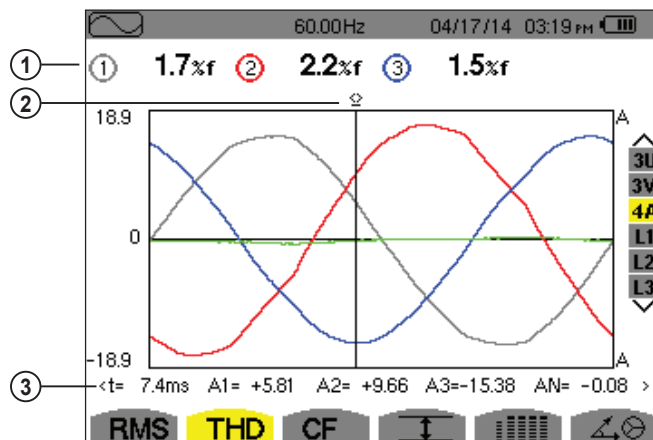 60.00Hz 04/17/14 03:19 PM
1 1 1.7%f 2 2.2%f 3 1.5%f
2
18.9 A
3U
3V
4A
0 L1
L2
L3
-18.9 A
3 <t= 7.4ms A1= +5.81 A2= +9.66 A3=-15.38 AN= -0.08 >
RMS THD CF